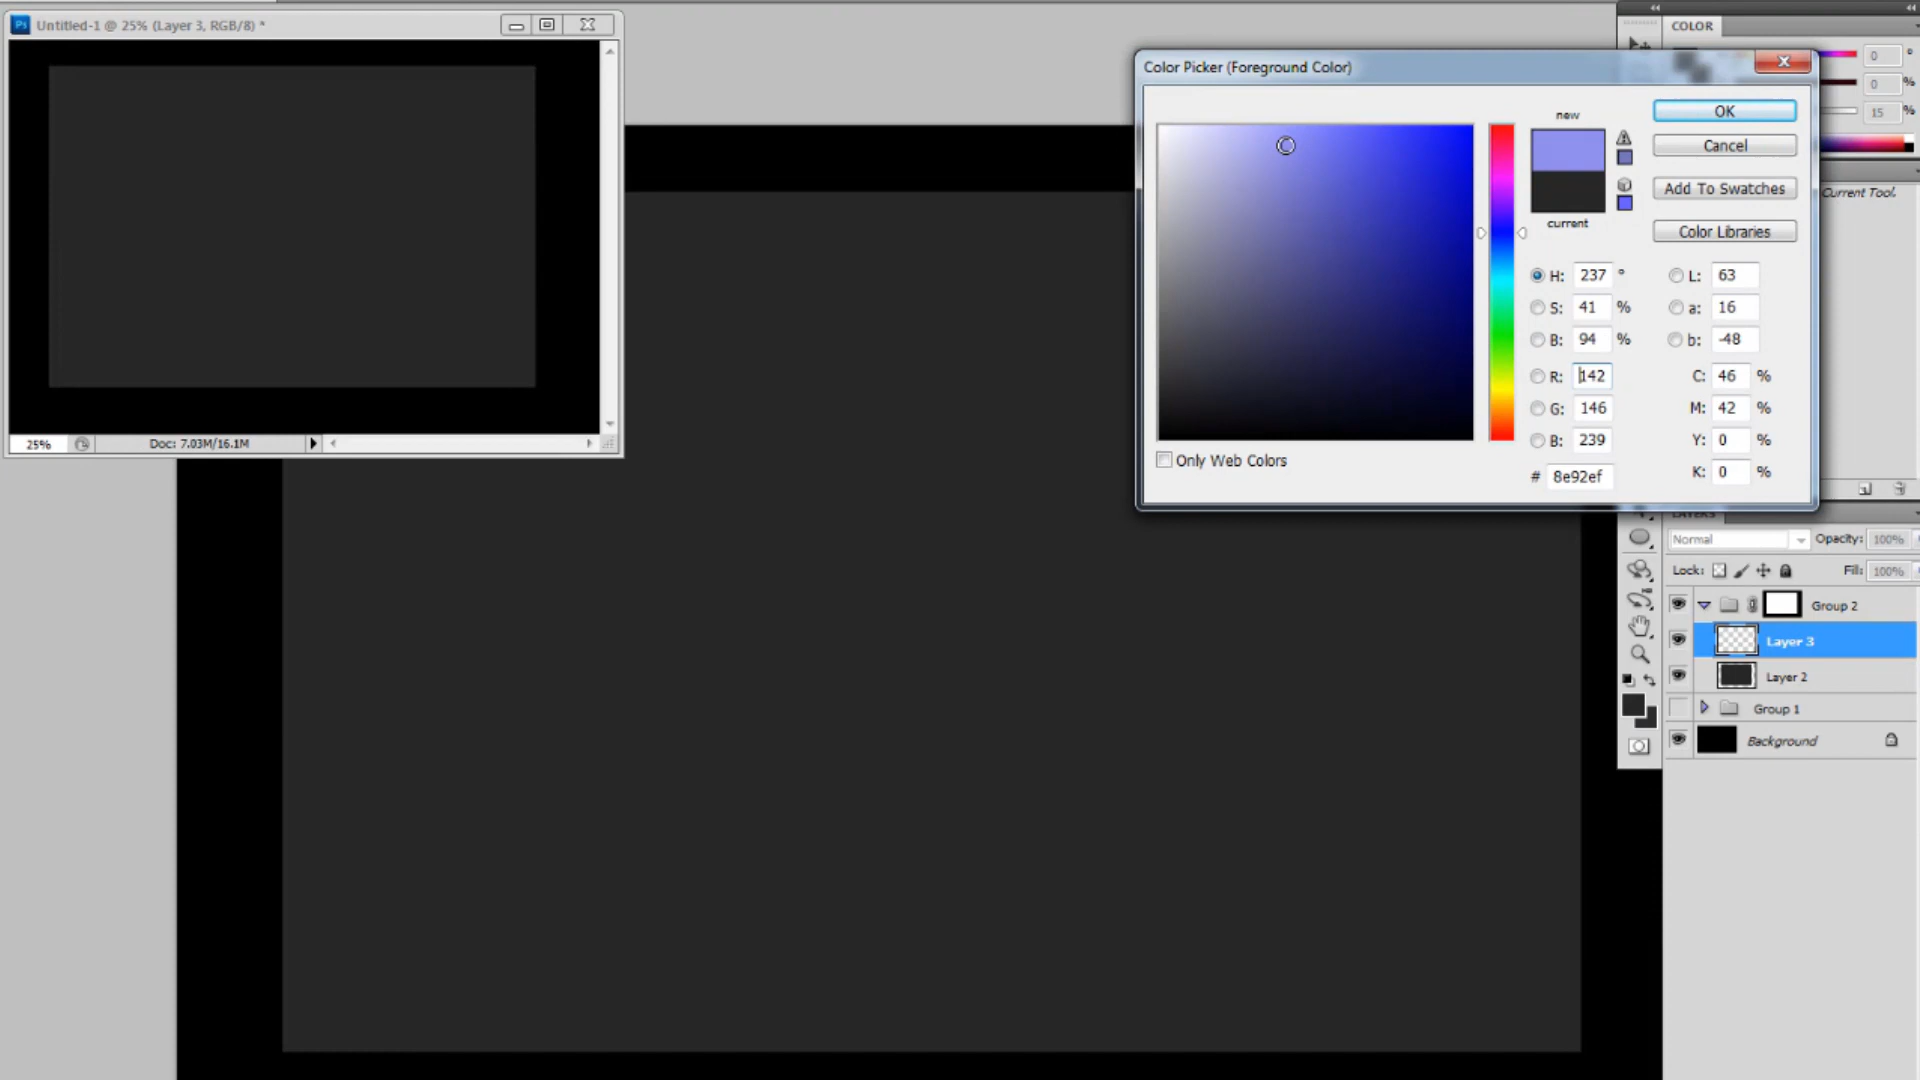 Ps Untitled-1 @ 25% (Layer 3, RGB/8) *
25% Doc: 7.03M/16.1M
COLOR
0 °
0 %
15 %
Current Tool.
Color Picker (Foreground Color)
new
current
OK
Cancel
Add To Swatches
Color Libraries
H: 237 ° L: 63
S: 41 % a: 16
B: 94 % b: -48
R: 142 C: 46 %
G: 146 M: 42 %
B: 239 Y: 0 %
# 8e92ef K: 0 %
Only Web Colors
LAYERS
Normal Opacity: 100%
Lock: Fill: 100%
Group 2
Layer 3
Layer 2
Group 1
Background